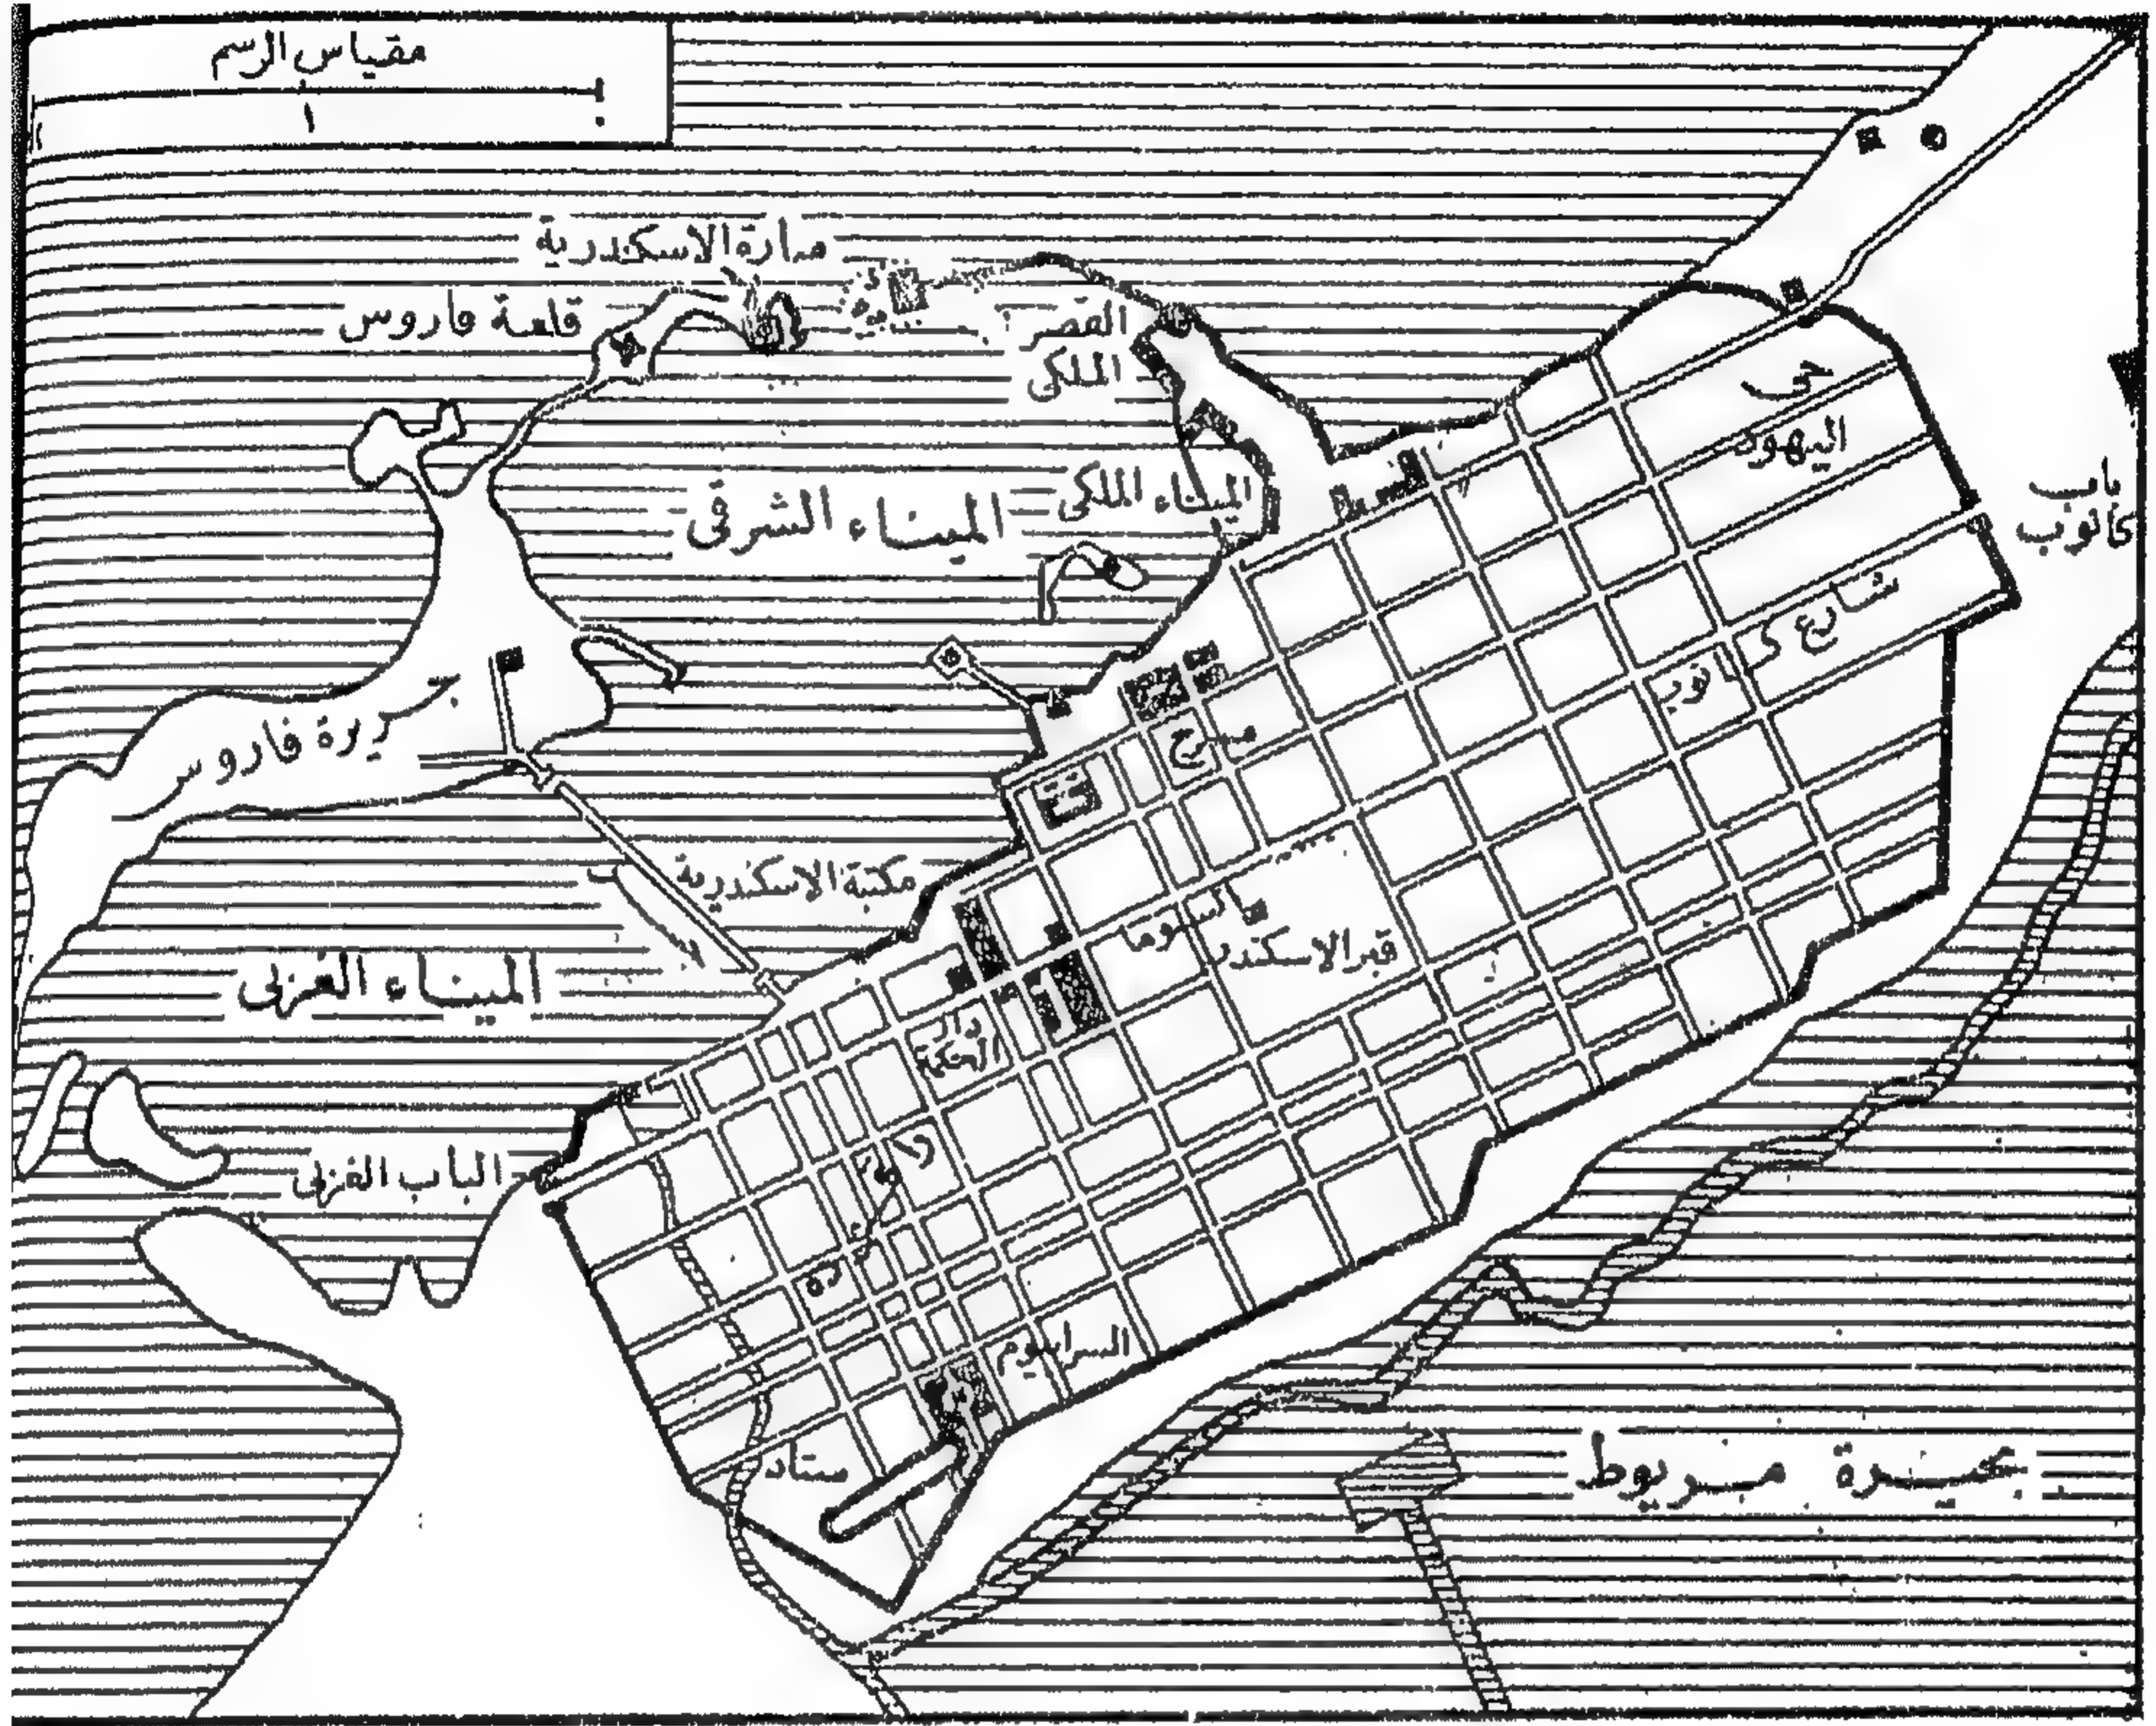 مقياس الرسم
١
منارة الاسكندرية
قلعة فاروس
القصر
الملكى
حى
اليهود
الميناء الملكى
الميناء الشرقى
باب
كانوب
شارع كانوب
جزيرة فاروس
مسرح
مكتبة الاسكندرية
السوما
قبر الاسكندر
الميناء الغربى
دار
الحكمة
الباب الغربى
السرابيوم
ستاد
بحيرة مريوط